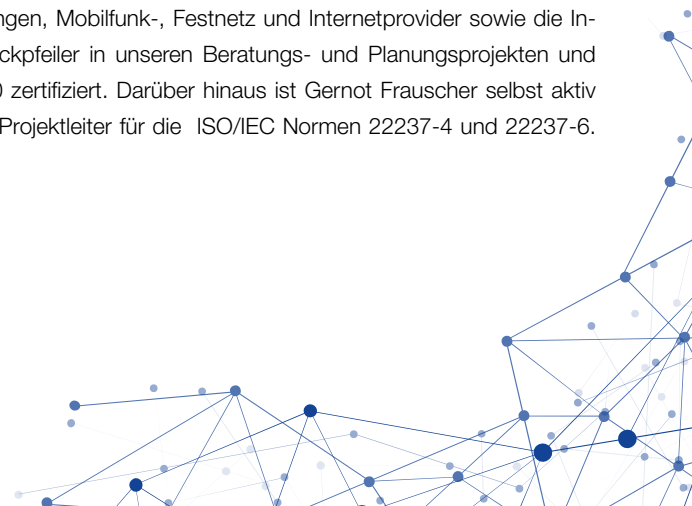 ngen, Mobilfunk-, Festnetz und Internetprovider sowie die In-
ckpfeiler in unseren Beratungs- und Planungsprojekten und
zertifiziert. Darüber hinaus ist Gernot Frauscher selbst aktiv
Projektleiter für die ISO/IEC Normen 22237-4 und 22237-6.